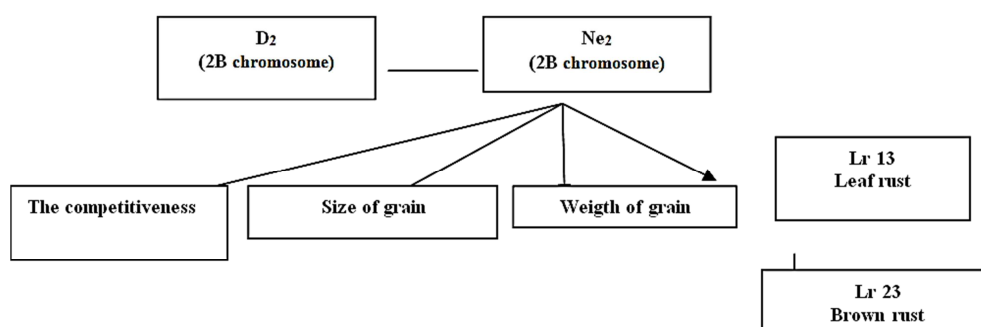 D₂
(2B chromosome)
Ne₂
(2B chromosome)
The competitiveness
Size of grain
Weigth of grain
Lr 13
Leaf rust
Lr 23
Brown rust